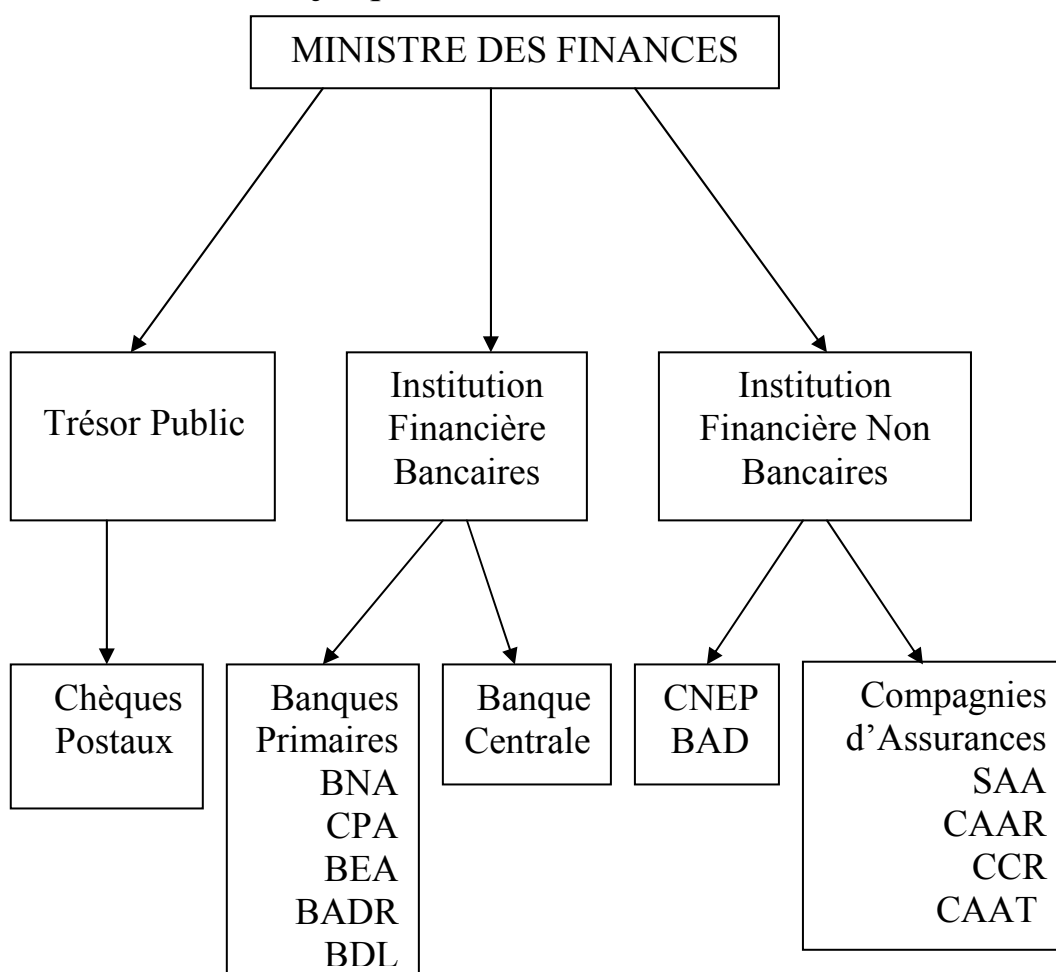 MINISTRE DES FINANCES
Trésor Public
Institution
Financière
Bancaires
Institution
Financière Non
Bancaires
Chèques
Postaux
Banques
Primaires
BNA
CPA
BEA
BADR
BDL
Banque
Centrale
CNEP
BAD
Compagnies
d’Assurances
SAA
CAAR
CCR
CAAT